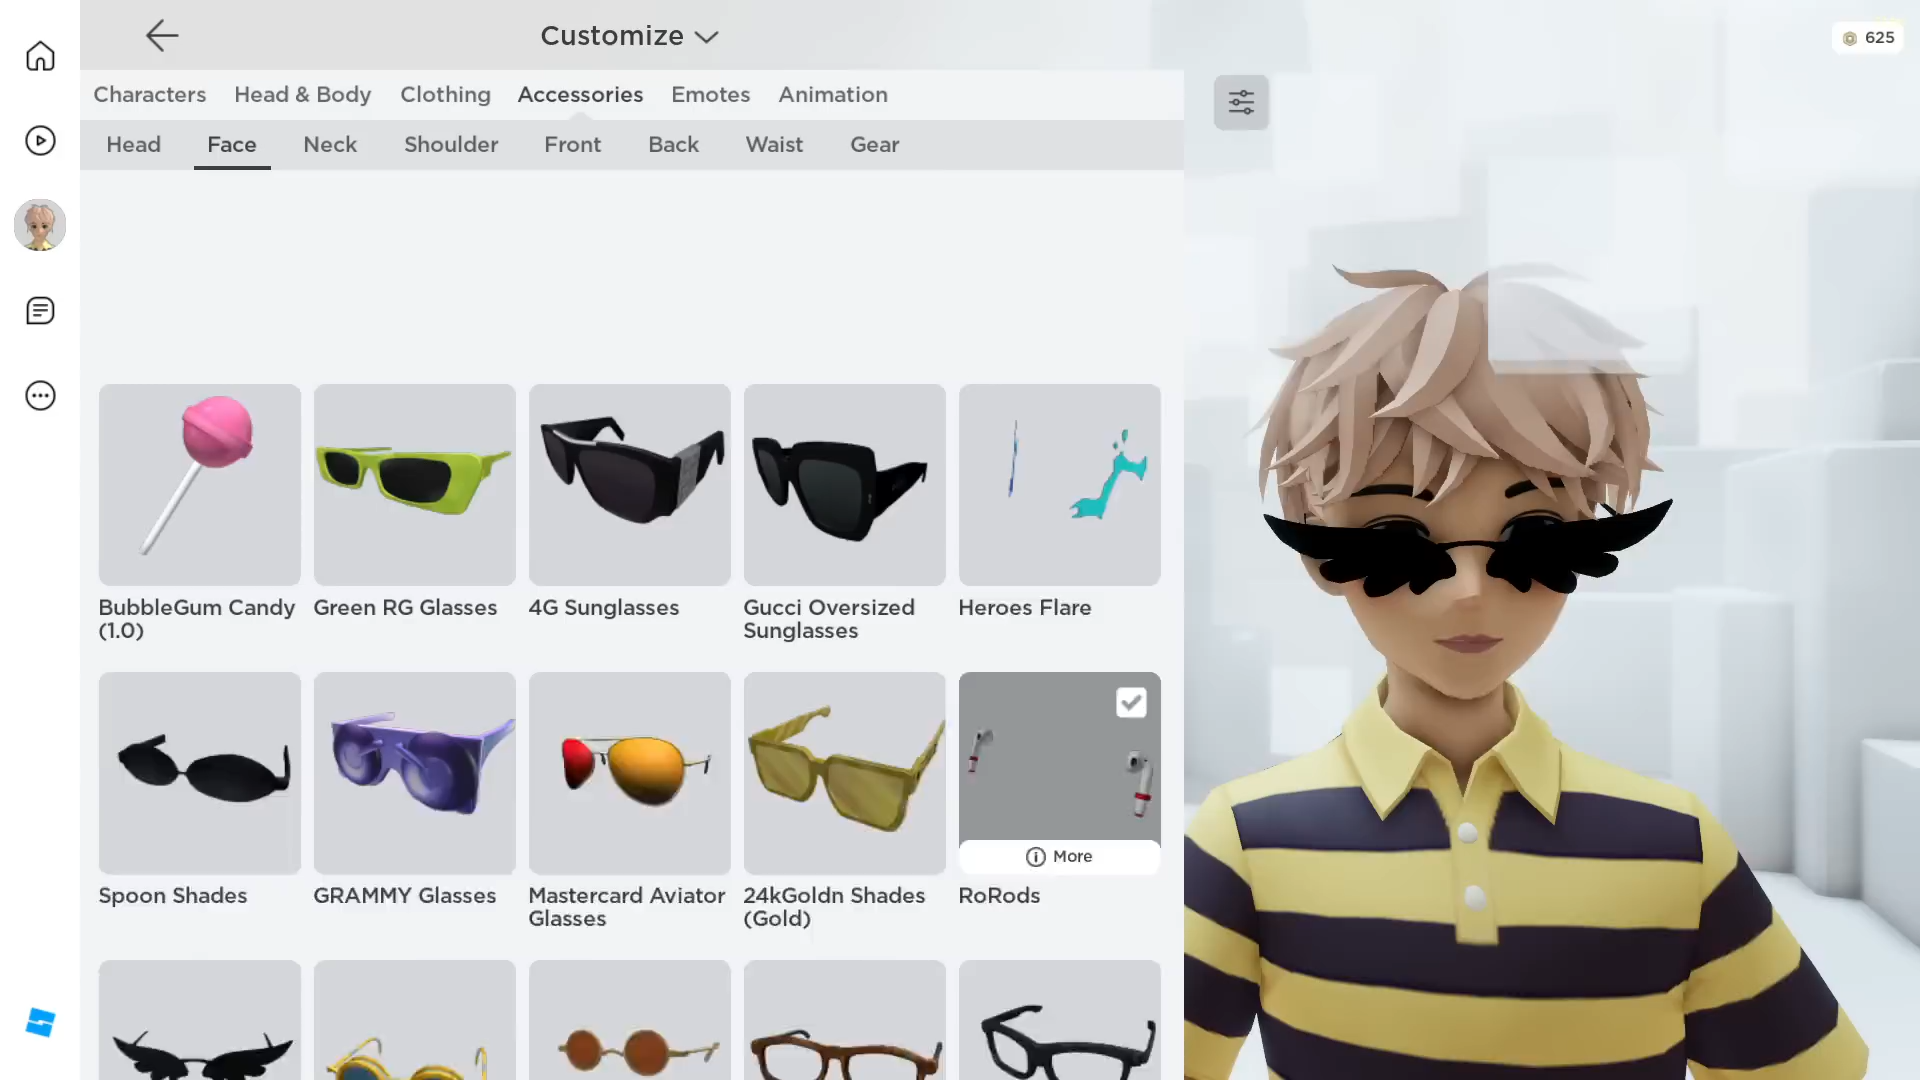 Customize
625
Characters Head & Body Clothing Accessories Emotes Animation
Head Face Neck Shoulder Front Back Waist Gear
BubbleGum Candy (1.0)
Green RG Glasses
4G Sunglasses
Gucci Oversized Sunglasses
Heroes Flare
More
Spoon Shades
GRAMMY Glasses
Mastercard Aviator Glasses
24kGoldn Shades (Gold)
RoRods